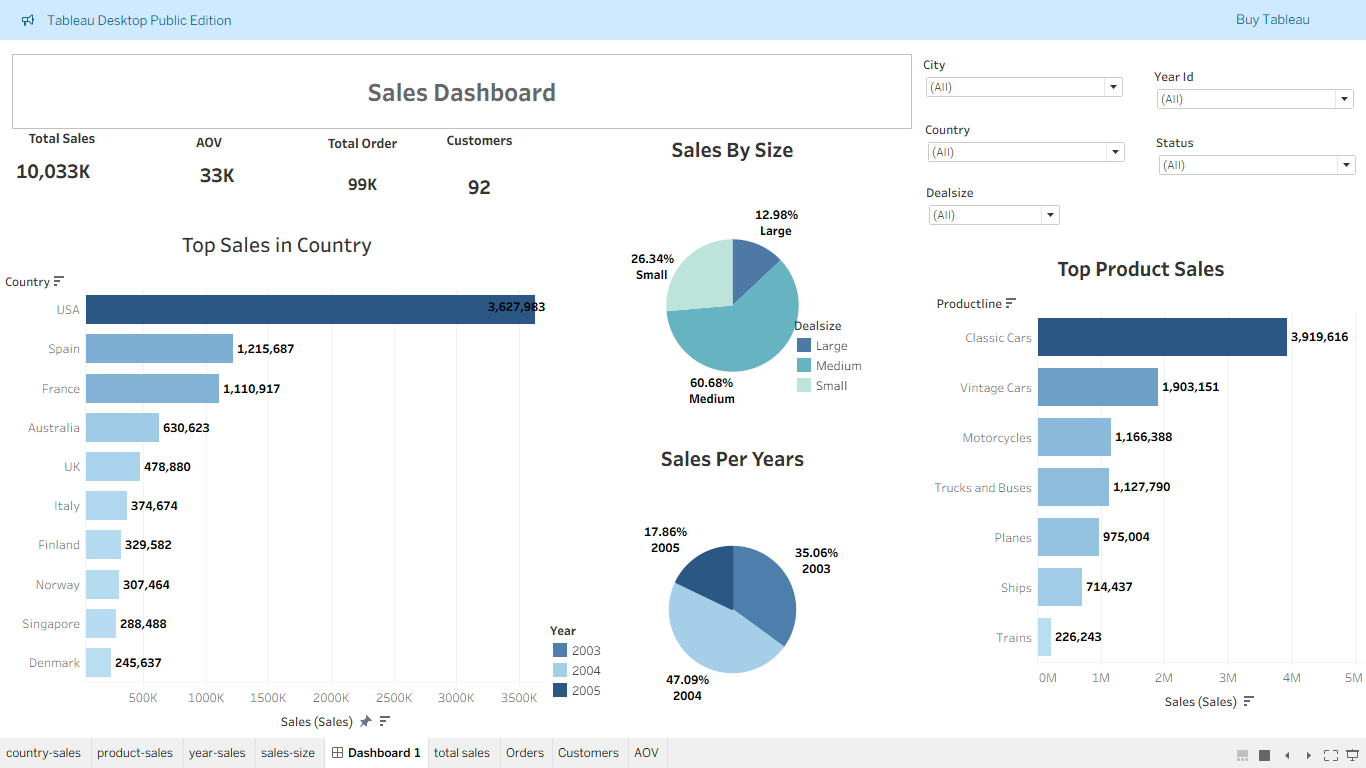 Tableau Desktop Public Edition
Buy Tableau
Sales Dashboard
Total Sales
10,033K
AOV
33K
Total Order
99K
Customers
92
City
(All)
Year Id
(All)
Country
(All)
Status
(All)
Dealsize
(All)
Top Sales in Country
Country
USA 3,627,983
Spain 1,215,687
France 1,110,917
Australia 630,623
UK 478,880
Italy 374,674
Finland 329,582
Norway 307,464
Singapore 288,488
Denmark 245,637
500K 1000K 1500K 2000K 2500K 3000K 3500K
Sales (Sales)
Sales By Size
12.98%
Large
26.34%
Small
60.68%
Medium
Dealsize
Large
Medium
Small
Sales Per Years
17.86%
2005
35.06%
2003
47.09%
2004
Year
2003
2004
2005
Top Product Sales
Productline
Classic Cars 3,919,616
Vintage Cars 1,903,151
Motorcycles 1,166,388
Trucks and Buses 1,127,790
Planes 975,004
Ships 714,437
Trains 226,243
0M 1M 2M 3M 4M 5M
Sales (Sales)
country-sales product-sales year-sales sales-size Dashboard 1 total sales Orders Customers AOV